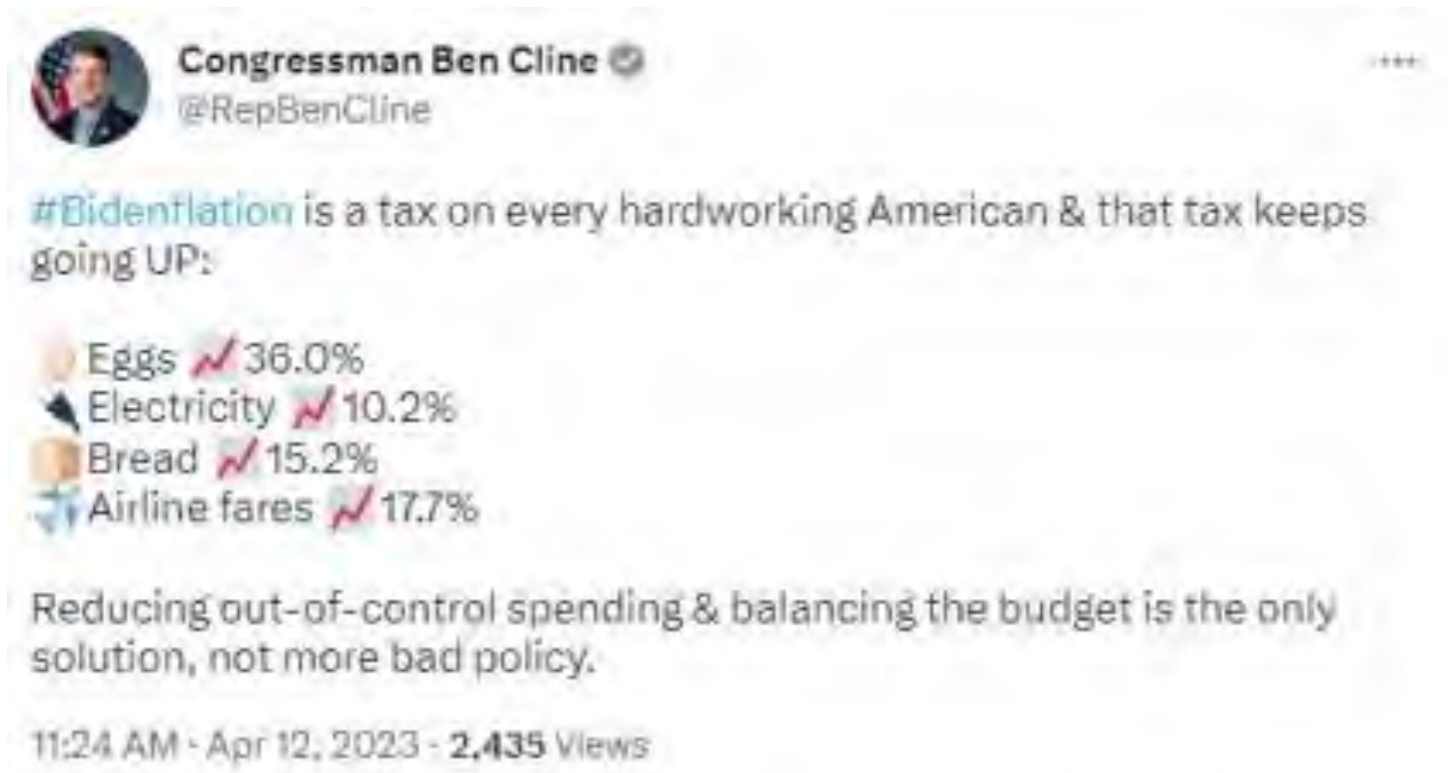 Congressman Ben Cline
@RepBenCline
#Bidenflation is a tax on every hardworking American & that tax keeps
going UP:
🥚Eggs 📈36.0%
🔌Electricity 📈10.2%
🍞Bread 📈15.2%
✈️Airline fares 📈17.7%
Reducing out-of-control spending & balancing the budget is the only
solution, not more bad policy.
11:24 AM · Apr 12, 2023 · 2,435 Views